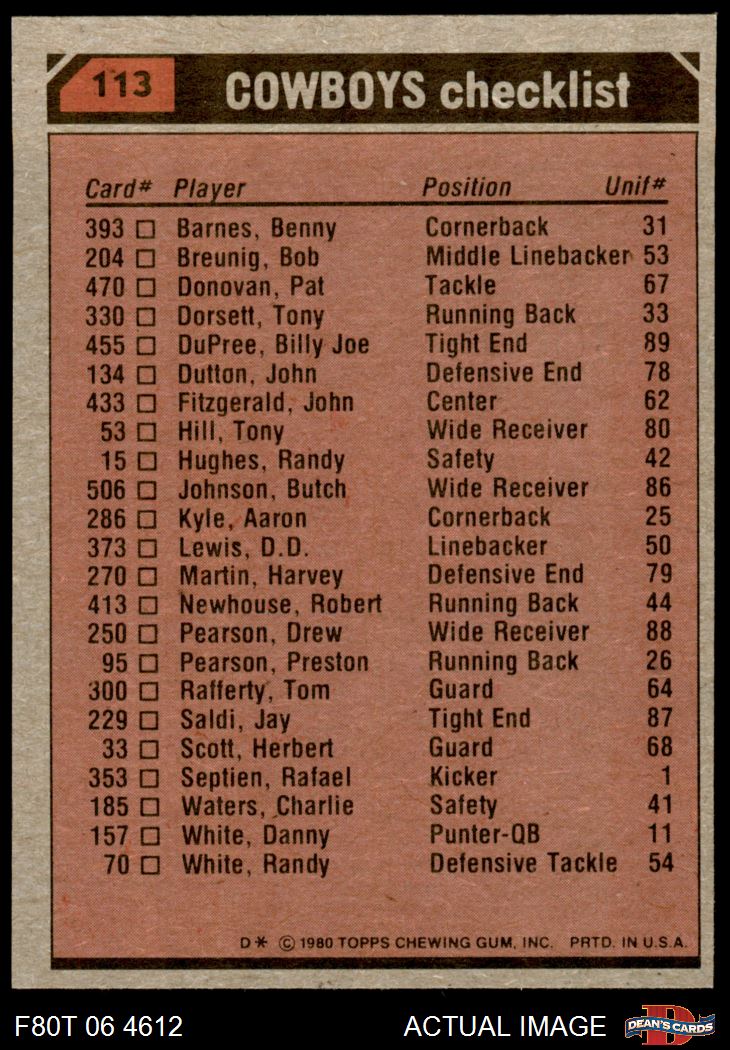 113 COWBOYS checklist
Card# Player Position Unif#
393 □ Barnes, Benny Cornerback 31
204 □ Breunig, Bob Middle Linebacker 53
470 □ Donovan, Pat Tackle 67
330 □ Dorsett, Tony Running Back 33
455 □ DuPree, Billy Joe Tight End 89
134 □ Dutton, John Defensive End 78
433 □ Fitzgerald, John Center 62
53 □ Hill, Tony Wide Receiver 80
15 □ Hughes, Randy Safety 42
506 □ Johnson, Butch Wide Receiver 86
286 □ Kyle, Aaron Cornerback 25
373 □ Lewis, D.D. Linebacker 50
270 □ Martin, Harvey Defensive End 79
413 □ Newhouse, Robert Running Back 44
250 □ Pearson, Drew Wide Receiver 88
95 □ Pearson, Preston Running Back 26
300 □ Rafferty, Tom Guard 64
229 □ Saldi, Jay Tight End 87
33 □ Scott, Herbert Guard 68
353 □ Septien, Rafael Kicker 1
185 □ Waters, Charlie Safety 41
157 □ White, Danny Punter-QB 11
70 □ White, Randy Defensive Tackle 54
D* © 1980 TOPPS CHEWING GUM, INC. PRTD. IN U.S.A.
F80T 06 4612 ACTUAL IMAGE D DEAN'S CARDS